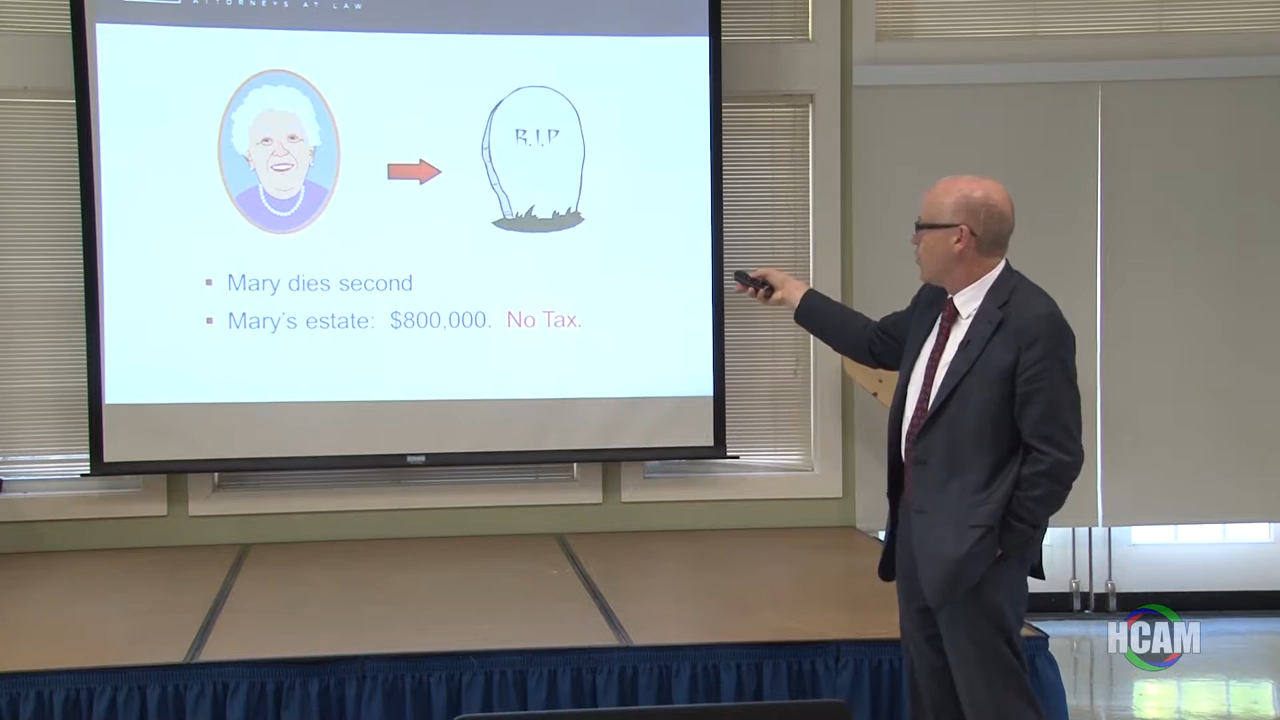 ATTORNEYS AT LAW
R.I.P
Mary dies second
Mary's estate: $800,000. No Tax.
HCAM